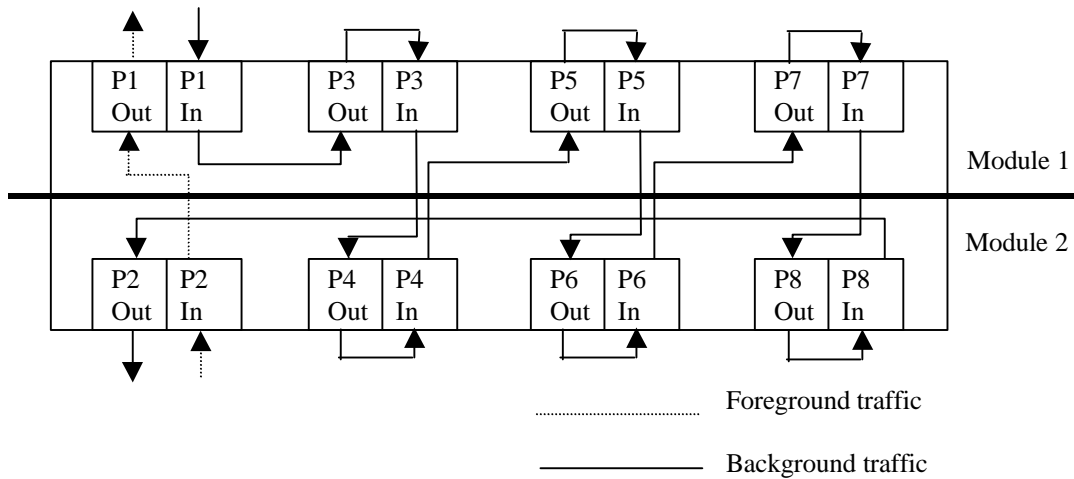 P1 Out
P1 In
P3 Out
P3 In
P5 Out
P5 In
P7 Out
P7 In
Module 1
Module 2
P2 Out
P2 In
P4 Out
P4 In
P6 Out
P6 In
P8 Out
P8 In
Foreground traffic
Background traffic